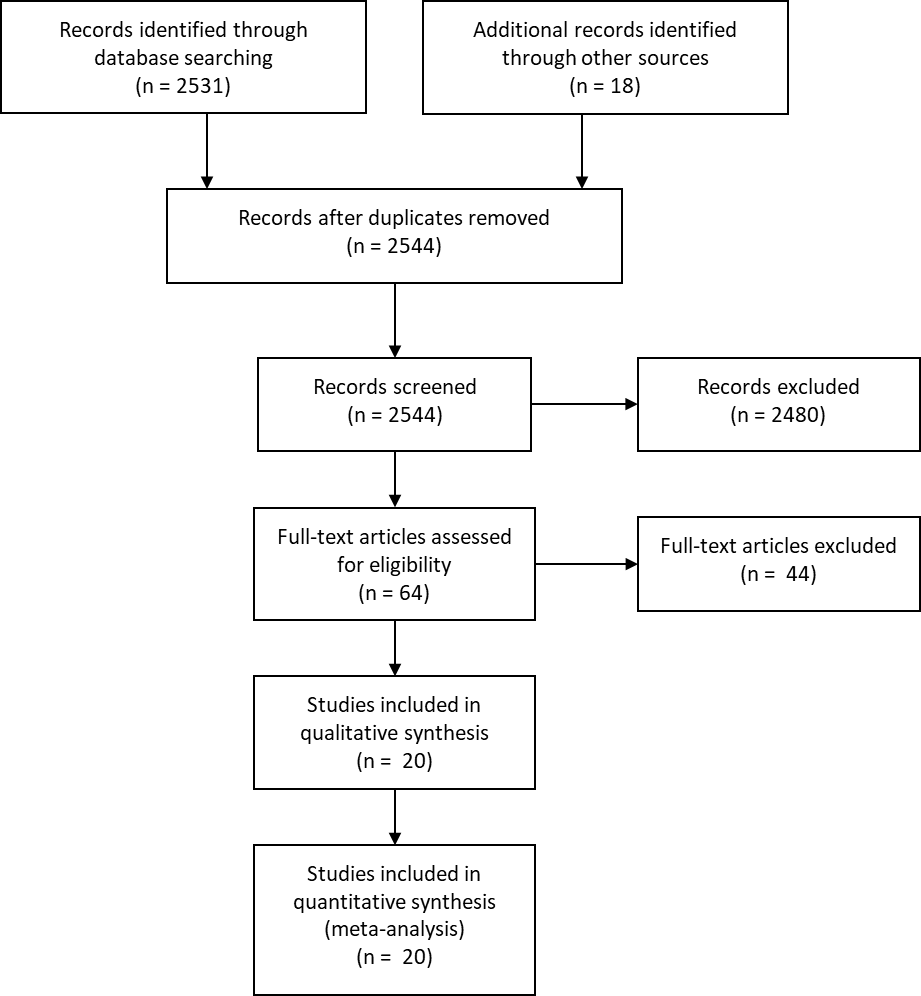 Records identified through
database searching
(n = 2531)
Additional records identified
through other sources
(n = 18)
Records after duplicates removed
(n = 2544)
Records screened
(n = 2544)
Records excluded
(n = 2480)
Full-text articles assessed
for eligibility
(n = 64)
Full-text articles excluded
(n =  44)
Studies included in
qualitative synthesis
(n =  20)
Studies included in
quantitative synthesis
(meta-analysis)
(n =  20)